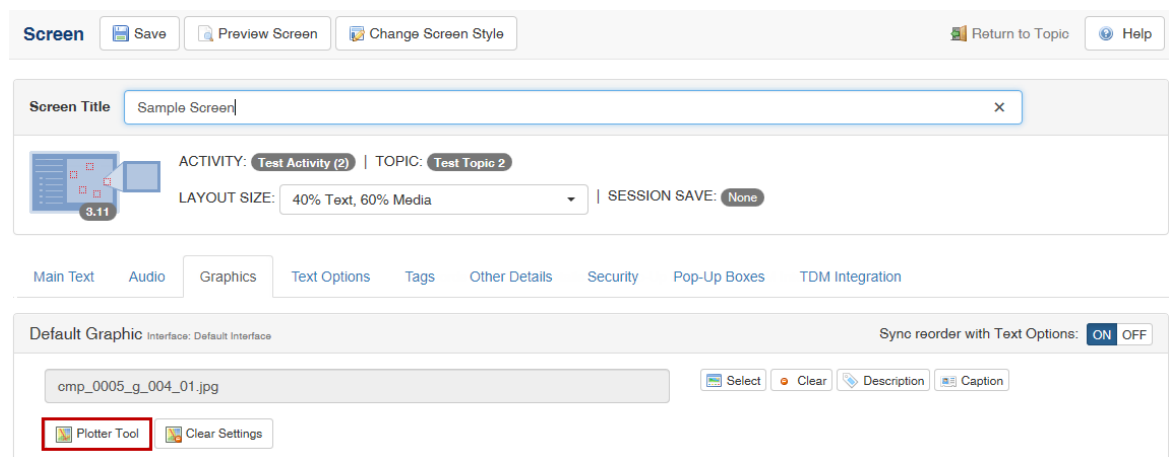 Screen Save Preview Screen Change Screen Style Return to Topic Help
Screen Title Sample Screen ×
ACTIVITY: Test Activity (2) | TOPIC: Test Topic 2
3.11 LAYOUT SIZE: 40% Text, 60% Media | SESSION SAVE: None
Main Text Audio Graphics Text Options Tags Other Details Security Pop-Up Boxes TDM Integration
Default Graphic Interface: Default Interface Sync reorder with Text Options: ON OFF
cmp_0005_g_004_01.jpg Select Clear Description Caption
Plotter Tool Clear Settings